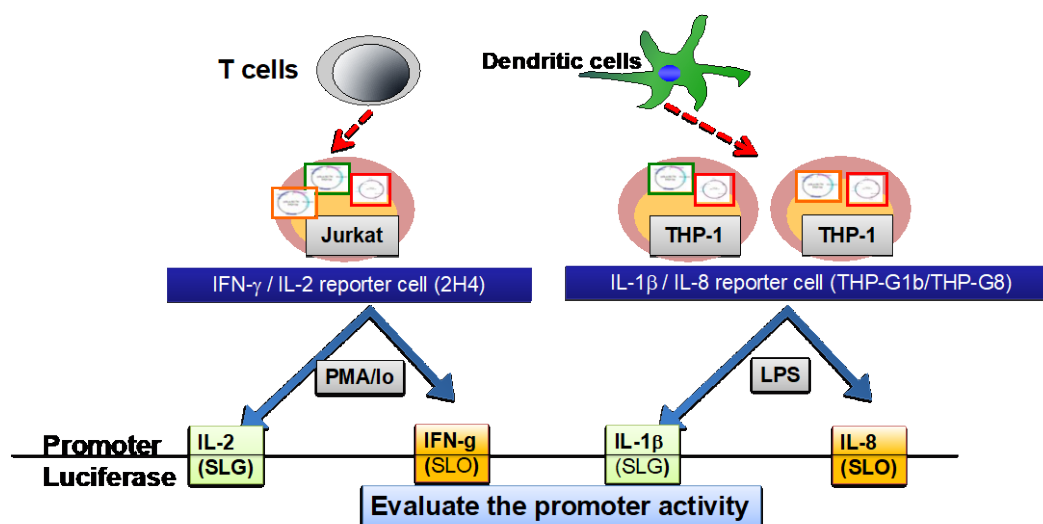 T cells
Dendritic cells
Jurkat
THP-1
THP-1
IFN-γ / IL-2 reporter cell (2H4)
IL-1β / IL-8 reporter cell (THP-G1b/THP-G8)
PMA/Io
LPS
Promoter
Luciferase
IL-2
(SLG)
IFN-g
(SLO)
IL-1β
(SLG)
IL-8
(SLO)
Evaluate the promoter activity